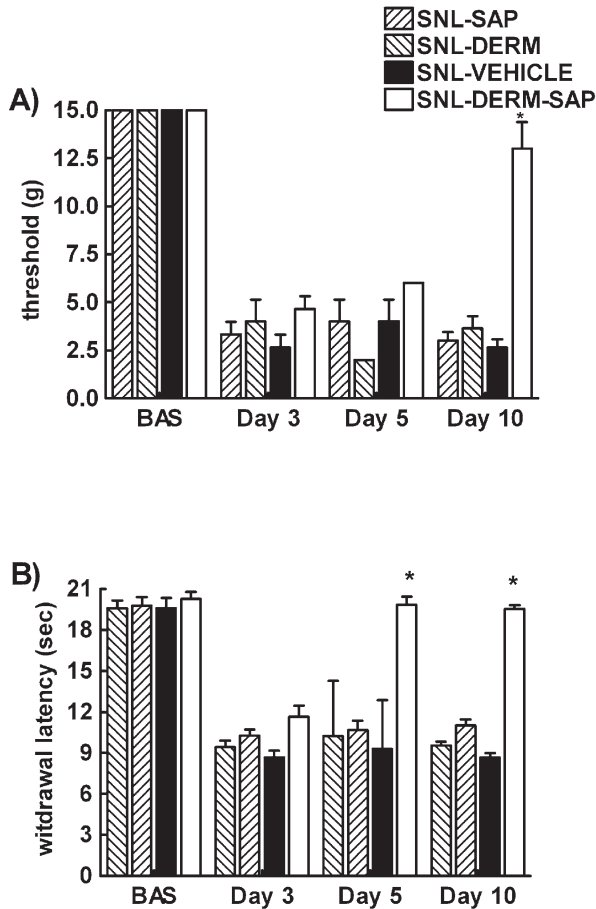 SNL-SAP
SNL-DERM
SNL-VEHICLE
SNL-DERM-SAP
A)
*
15.0
12.5
10.0
7.5
5.0
2.5
0.0
threshold (g)
BAS Day 3 Day 5 Day 10
B)
* *
21
18
15
12
9
6
3
0
witdrawal latency (sec)
BAS Day 3 Day 5 Day 10